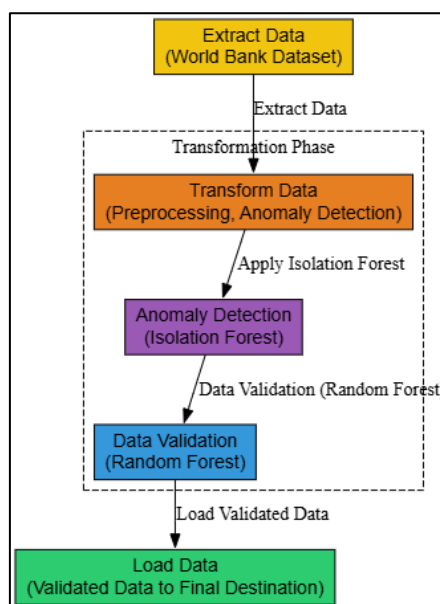 Extract Data
(World Bank Dataset)
Extract Data
Transformation Phase
Transform Data
(Preprocessing, Anomaly Detection)
Apply Isolation Forest
Anomaly Detection
(Isolation Forest)
Data Validation (Random Forest
Data Validation
(Random Forest)
Load Validated Data
Load Data
(Validated Data to Final Destination)